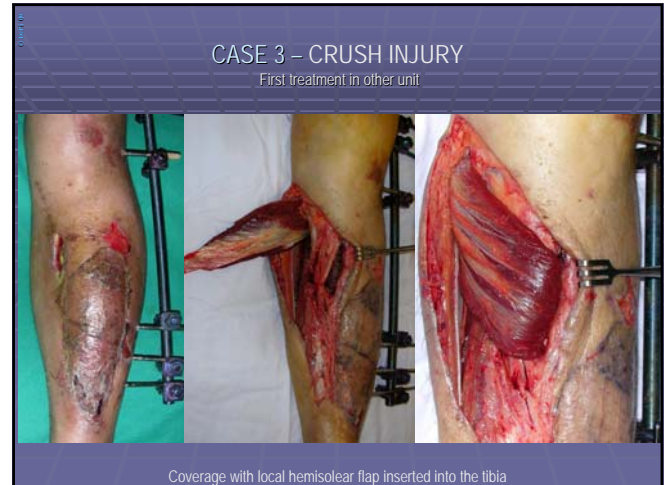 CASE 3 – CRUSH INJURY
First treatment in other unit
Coverage with local hemisolear flap inserted into the tibia